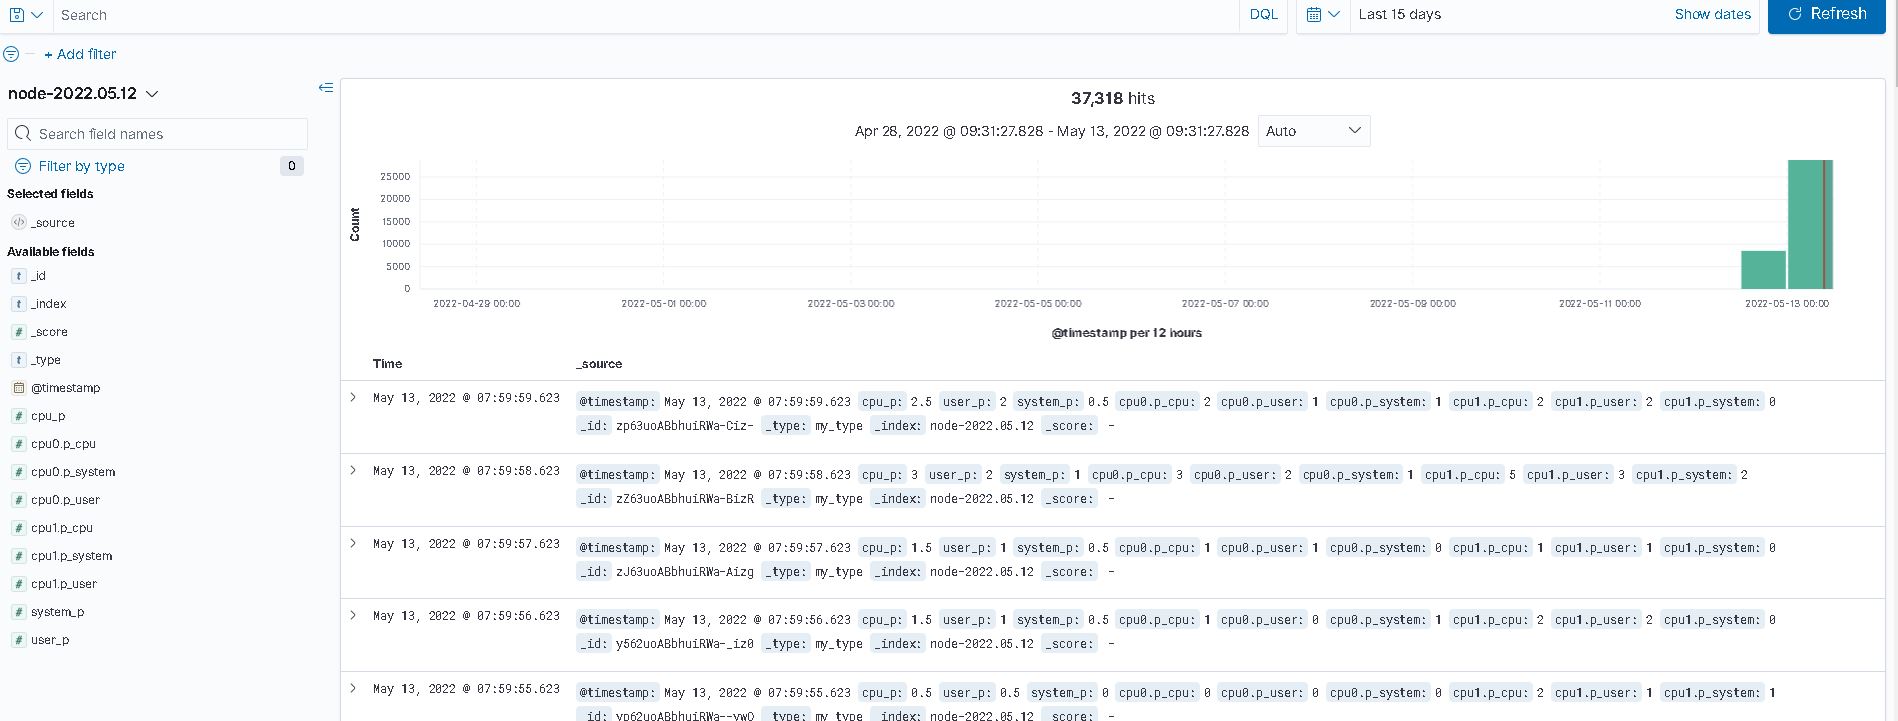 Search DQL Last 15 days Show dates Refresh
+ Add filter
node-2022.05.12
Search field names
Filter by type 0
Selected fields
_source
Available fields
t _id
t _index
# _score
t _type
@timestamp
# cpu_p
# cpu0.p_cpu
# cpu0.p_system
# cpu0.p_user
# cpu1.p_cpu
# cpu1.p_system
# cpu1.p_user
# system_p
# user_p
37,318 hits
Apr 28, 2022 @ 09:31:27.828 - May 13, 2022 @ 09:31:27.828 Auto
Count
25000
20000
15000
10000
5000
0
2022-04-29 00:00 2022-05-01 00:00 2022-05-03 00:00 2022-05-05 00:00 2022-05-07 00:00 2022-05-09 00:00 2022-05-11 00:00 2022-05-13 00:00
@timestamp per 12 hours
Time _source
May 13, 2022 @ 07:59:59.623 @timestamp: May 13, 2022 @ 07:59:59.623 cpu_p: 2.5 user_p: 2 system_p: 0.5 cpu0.p_cpu: 2 cpu0.p_user: 1 cpu0.p_system: 1 cpu1.p_cpu: 2 cpu1.p_user: 2 cpu1.p_system: 0
_id: zp63uoABbhuiRWa-Ciz- _type: my_type _index: node-2022.05.12 _score: -
May 13, 2022 @ 07:59:58.623 @timestamp: May 13, 2022 @ 07:59:58.623 cpu_p: 3 user_p: 2 system_p: 1 cpu0.p_cpu: 3 cpu0.p_user: 2 cpu0.p_system: 1 cpu1.p_cpu: 5 cpu1.p_user: 3 cpu1.p_system: 2
_id: zZ63uoABbhuiRWa-BizR _type: my_type _index: node-2022.05.12 _score: -
May 13, 2022 @ 07:59:57.623 @timestamp: May 13, 2022 @ 07:59:57.623 cpu_p: 1.5 user_p: 1 system_p: 0.5 cpu0.p_cpu: 1 cpu0.p_user: 1 cpu0.p_system: 0 cpu1.p_cpu: 1 cpu1.p_user: 1 cpu1.p_system: 0
_id: zJ63uoABbhuiRWa-Aizg _type: my_type _index: node-2022.05.12 _score: -
May 13, 2022 @ 07:59:56.623 @timestamp: May 13, 2022 @ 07:59:56.623 cpu_p: 1.5 user_p: 1 system_p: 0.5 cpu0.p_cpu: 1 cpu0.p_user: 0 cpu0.p_system: 1 cpu1.p_cpu: 2 cpu1.p_user: 2 cpu1.p_system: 0
_id: y562uoABbhuiRWa-_iz0 _type: my_type _index: node-2022.05.12 _score: -
May 13, 2022 @ 07:59:55.623 @timestamp: May 13, 2022 @ 07:59:55.623 cpu_p: 0.5 user_p: 0.5 system_p: 0 cpu0.p_cpu: 0 cpu0.p_user: 0 cpu0.p_system: 0 cpu1.p_cpu: 2 cpu1.p_user: 1 cpu1.p_system: 1
_id: _type: my_type _index: node-2022.05.12 _score: -